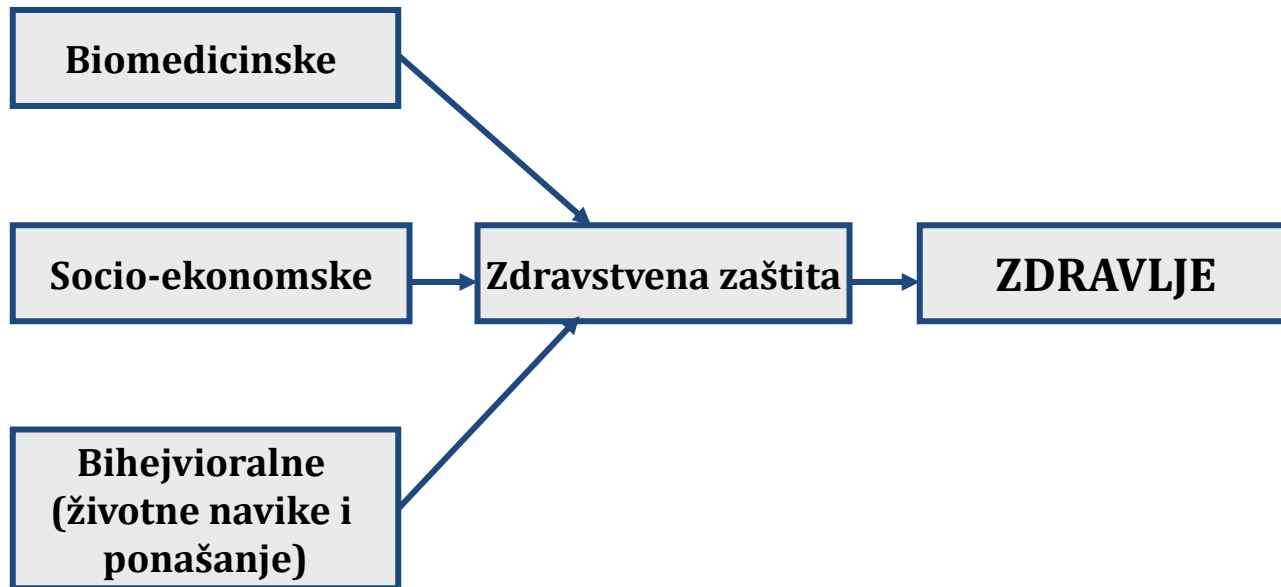 Biomedicinske
Socio-ekonomske
Zdravstvena zaštita
ZDRAVLJE
Bihejvioralne
(životne navike i
ponašanje)